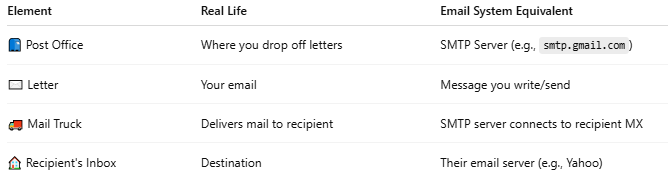 Element Real Life Email System Equivalent
Post Office Where you drop off letters SMTP Server (e.g., smtp.gmail.com)
Letter Your email Message you write/send
Mail Truck Delivers mail to recipient SMTP server connects to recipient MX
Recipient's Inbox Destination Their email server (e.g., Yahoo)